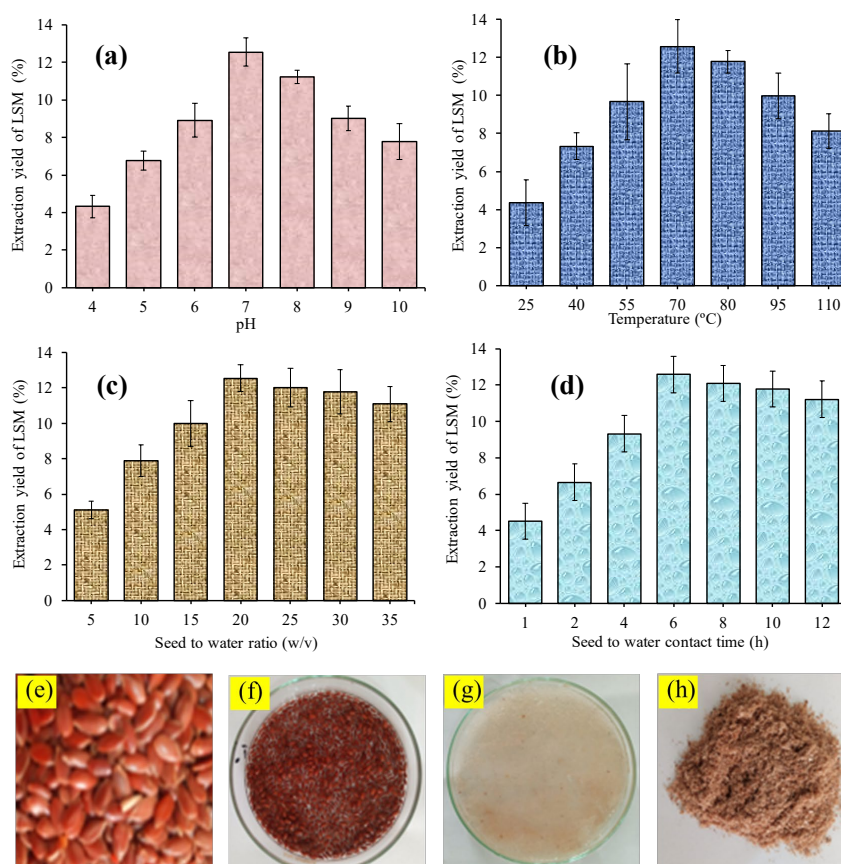 (a)
Extraction yield of LSM (%)
14
12
10
8
6
4
2
0
4 5 6 7 8 9 10
pH
(b)
Extraction yield of LSM (%)
14
12
10
8
6
4
2
0
25 40 55 70 80 95 110
Temperature (ºC)
(c)
Extraction yield of LSM (%)
14
12
10
8
6
4
2
0
5 10 15 20 25 30 35
Seed to water ratio (w/v)
(d)
Extraction yield of LSM (%)
14
12
10
8
6
4
2
0
1 2 4 6 8 10 12
Seed to water contact time (h)
(e)
(f)
(g)
(h)